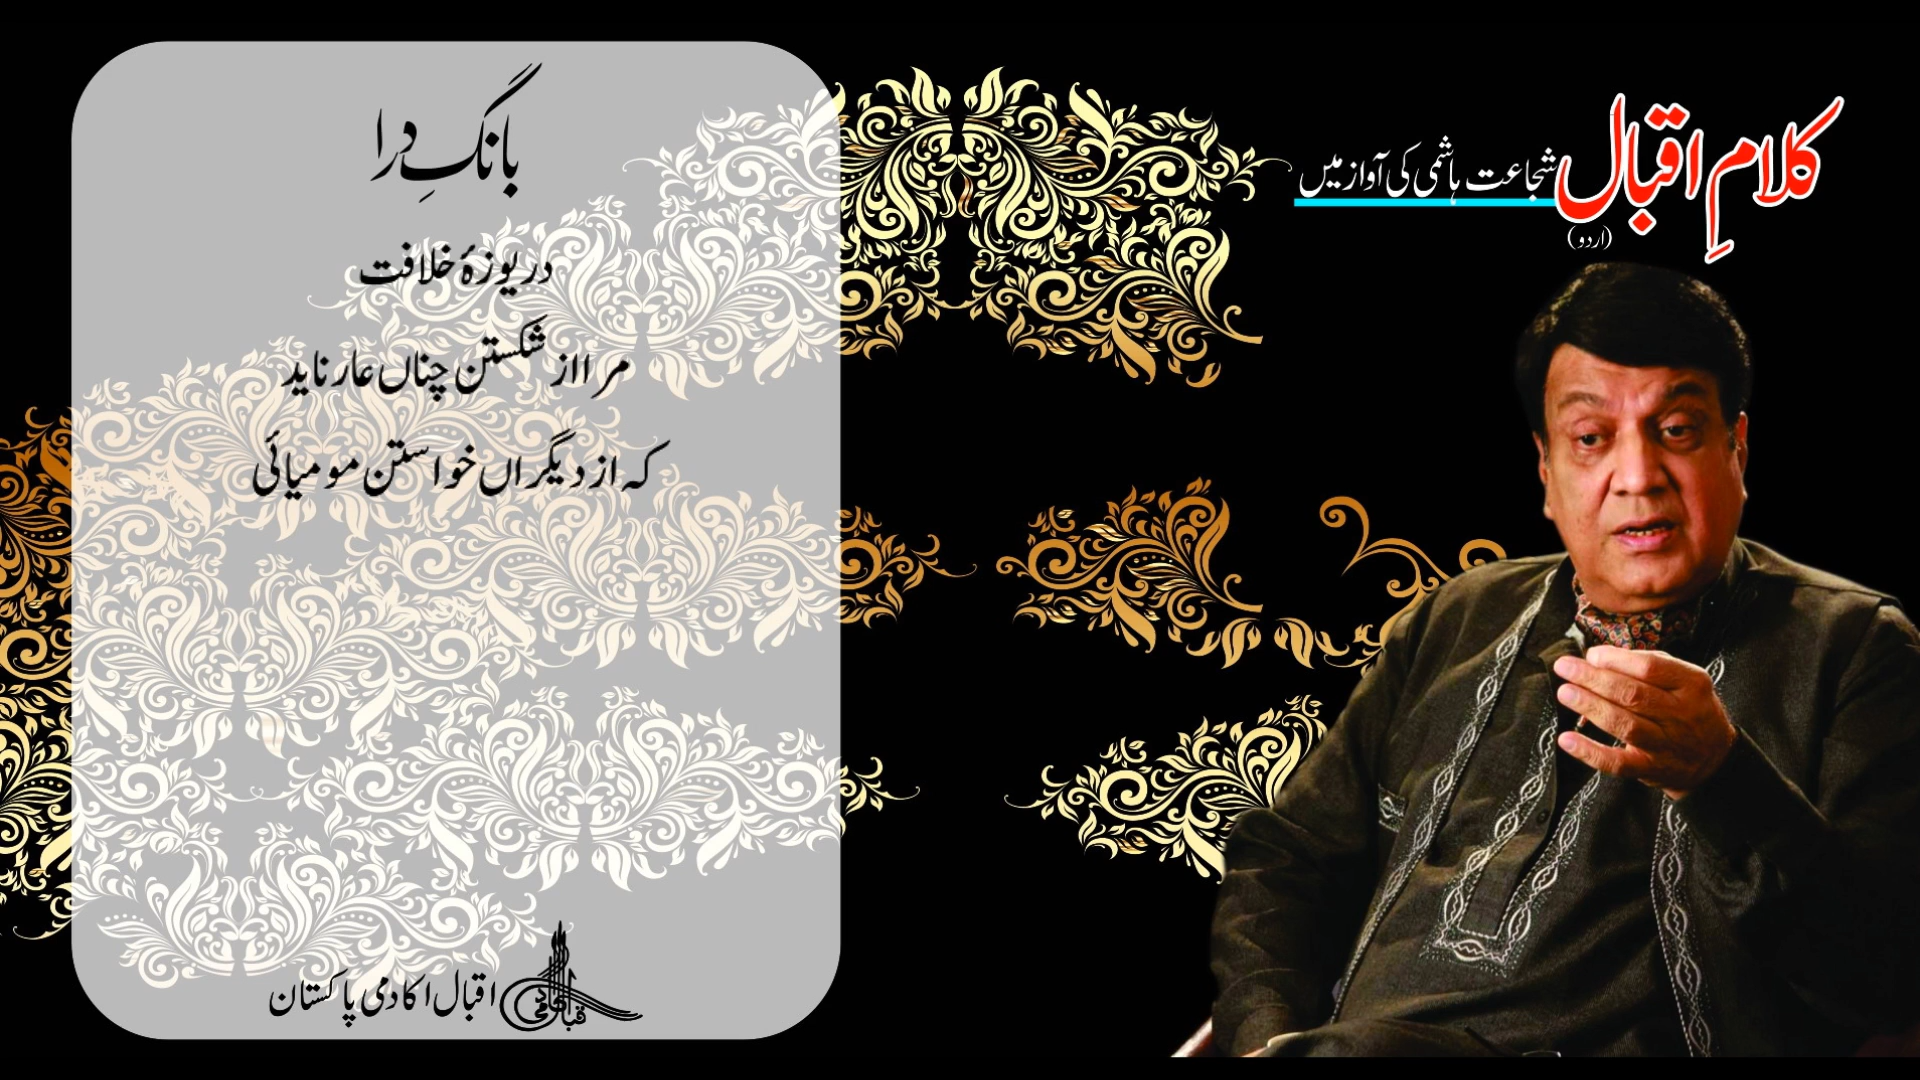 کلامِ اقبال شجاعت ہاشمی کی آواز میں
(اردو)
بانگِ درا
دریوزۂ خلافت
مرا از شکستن چناں عار ناید
کہ از دیگراں خواستن مومیائی
اقبال اکادمی پاکستان